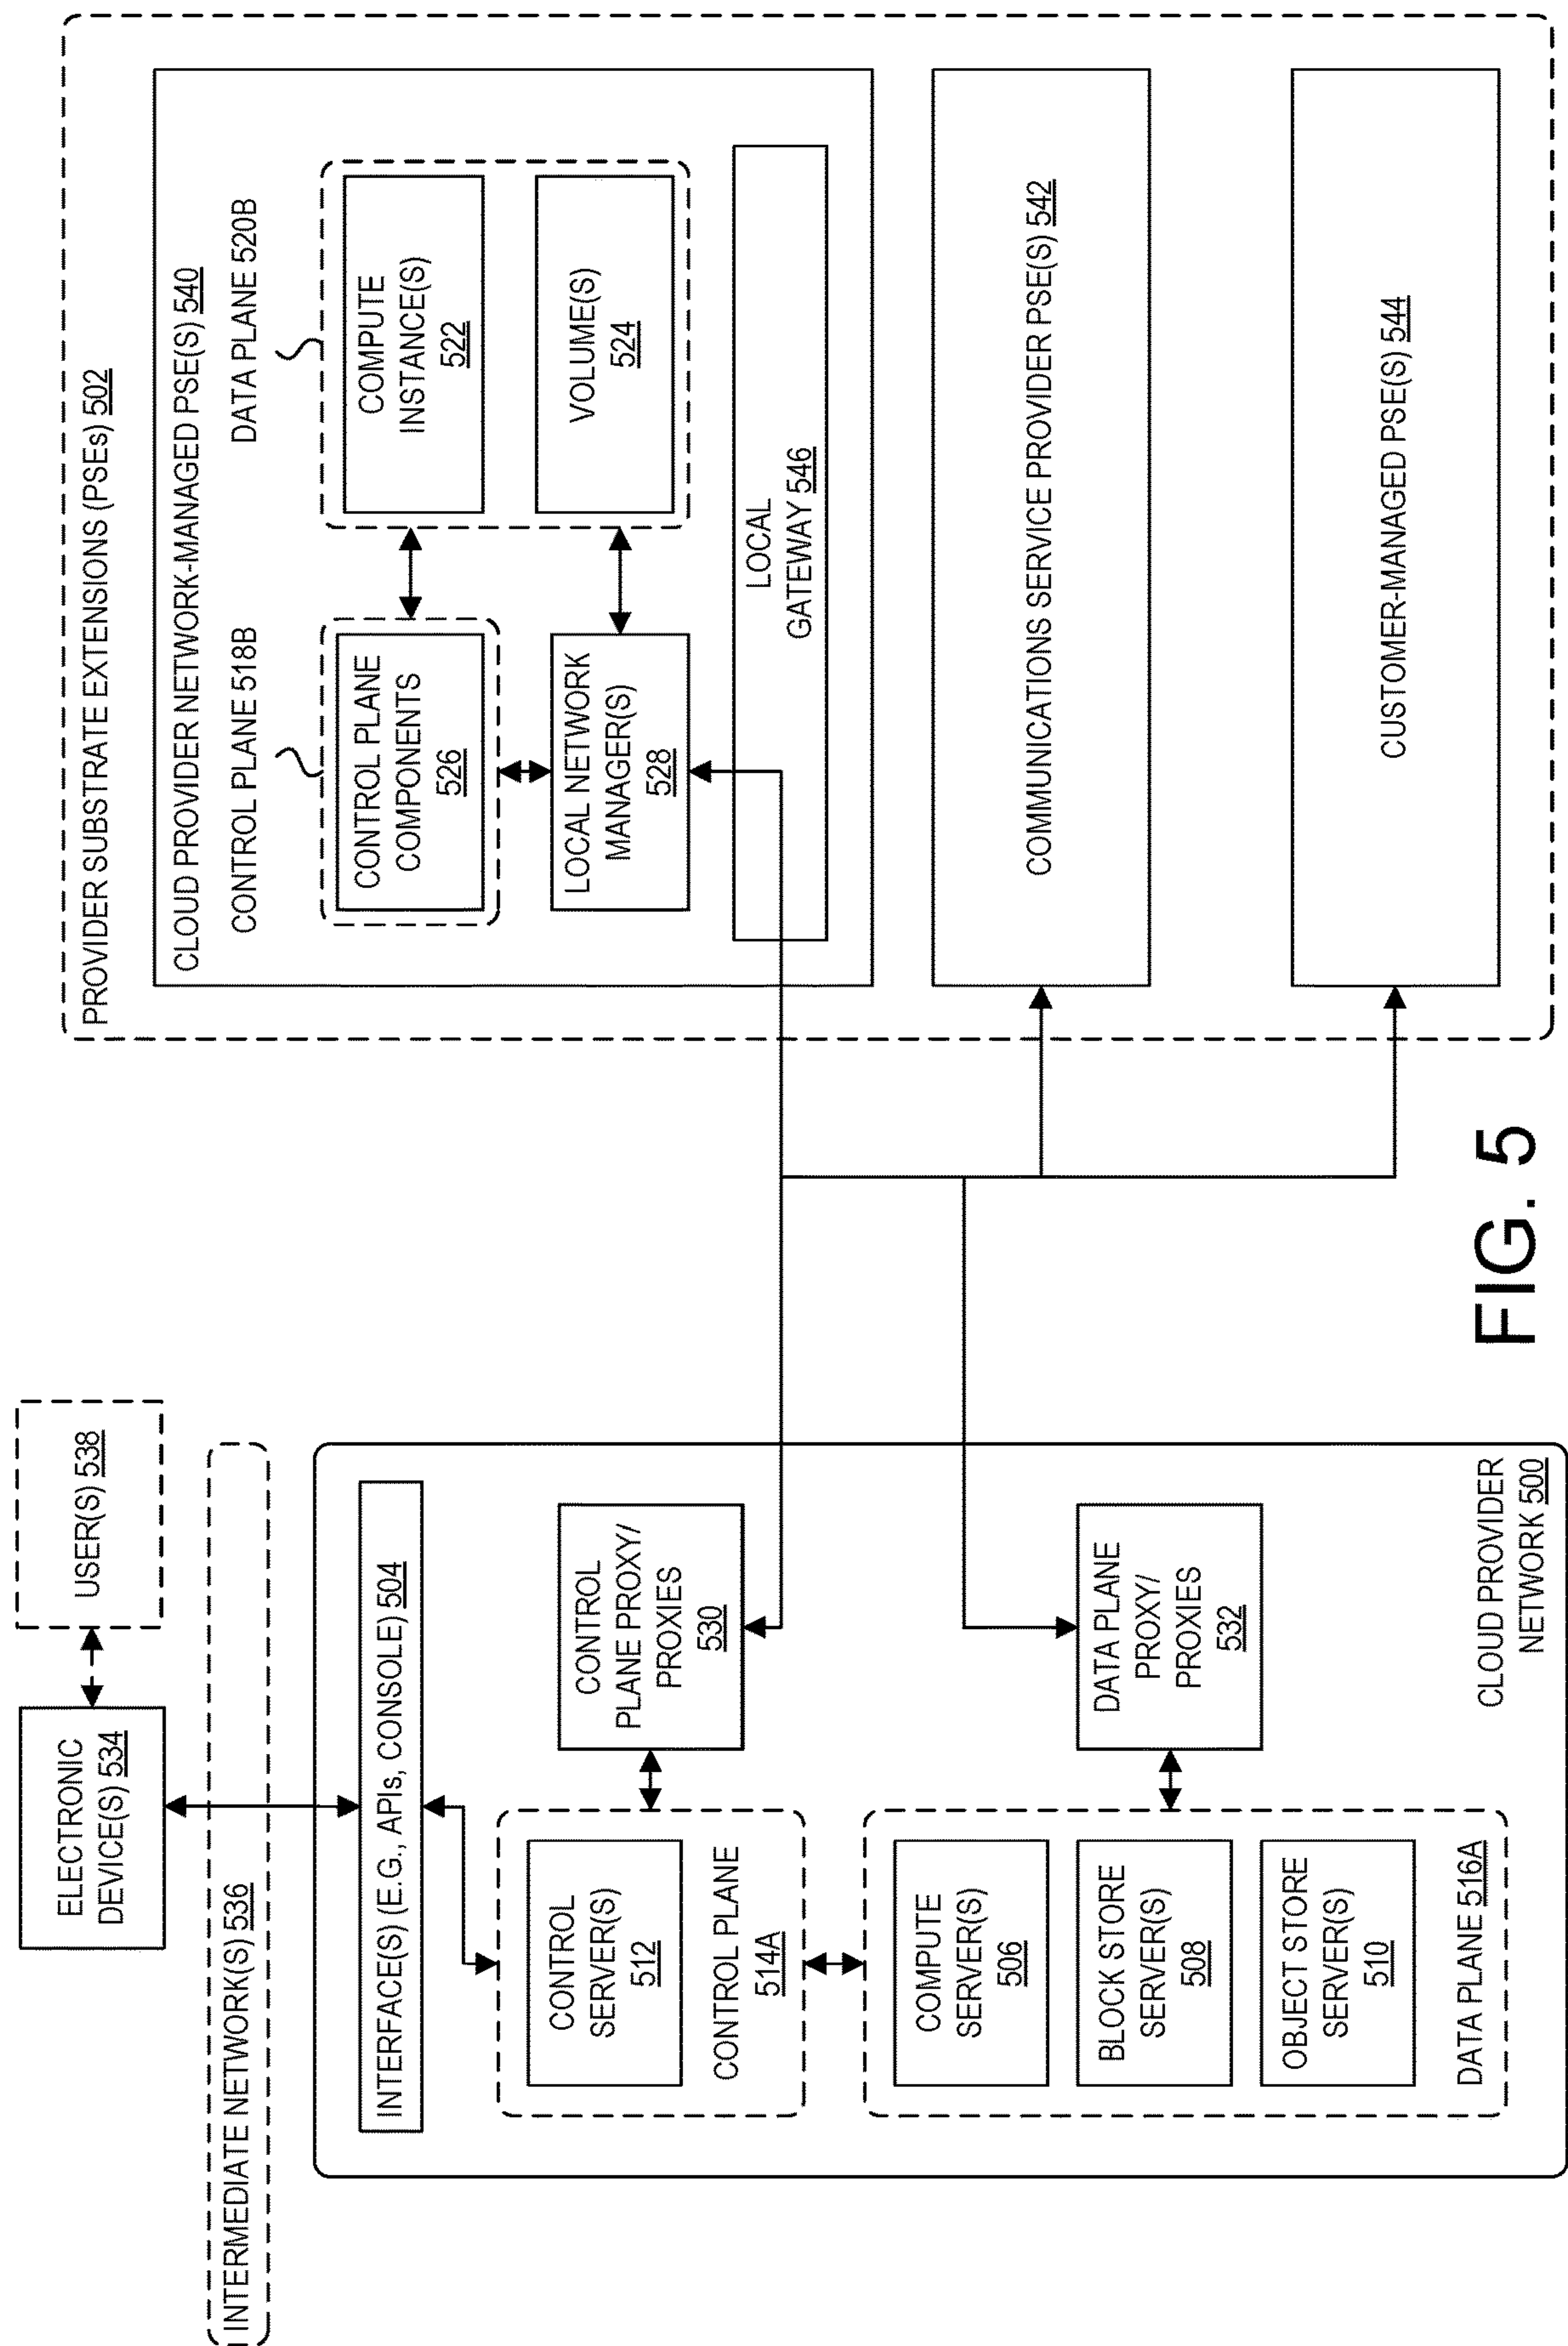 ELECTRONIC
DEVICE(S) 534
USER(S) 538
INTERMEDIATE NETWORK(S) 536
INTERFACE(S) (E.G., APIs, CONSOLE) 504
CONTROL
SERVER(S)
512
CONTROL PLANE
514A
CONTROL
PLANE PROXY/
PROXIES
530
COMPUTE
SERVER(S)
506
BLOCK STORE
SERVER(S)
508
OBJECT STORE
SERVER(S)
510
DATA PLANE 516A
DATA PLANE
PROXY/
PROXIES
532
CLOUD PROVIDER
NETWORK 500
PROVIDER SUBSTRATE EXTENSIONS (PSEs) 502
CLOUD PROVIDER NETWORK-MANAGED PSE(S) 540
CONTROL PLANE 518B
DATA PLANE 520B
CONTROL PLANE
COMPONENTS
526
COMPUTE
INSTANCE(S)
522
LOCAL NETWORK
MANAGER(S)
528
VOLUME(S)
524
LOCAL
GATEWAY 546
COMMUNICATIONS SERVICE PROVIDER PSE(S) 542
CUSTOMER-MANAGED PSE(S) 544
FIG. 5